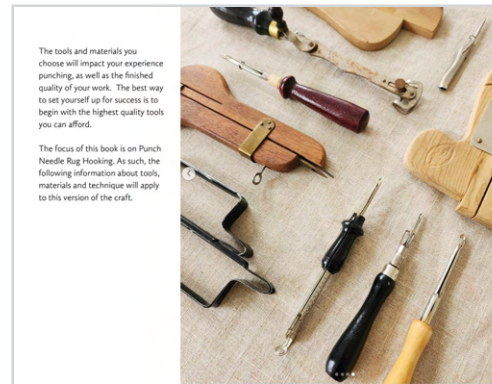 The tools and materials you
choose will impact your experience
punching, as well as the finished
quality of your work.  The best way
to set yourself up for success is to
begin with the highest quality tools
you can afford.
The focus of this book is on Punch
Needle Rug Hooking. As such, the
following information about tools,
materials and technique will apply
to this version of the craft.